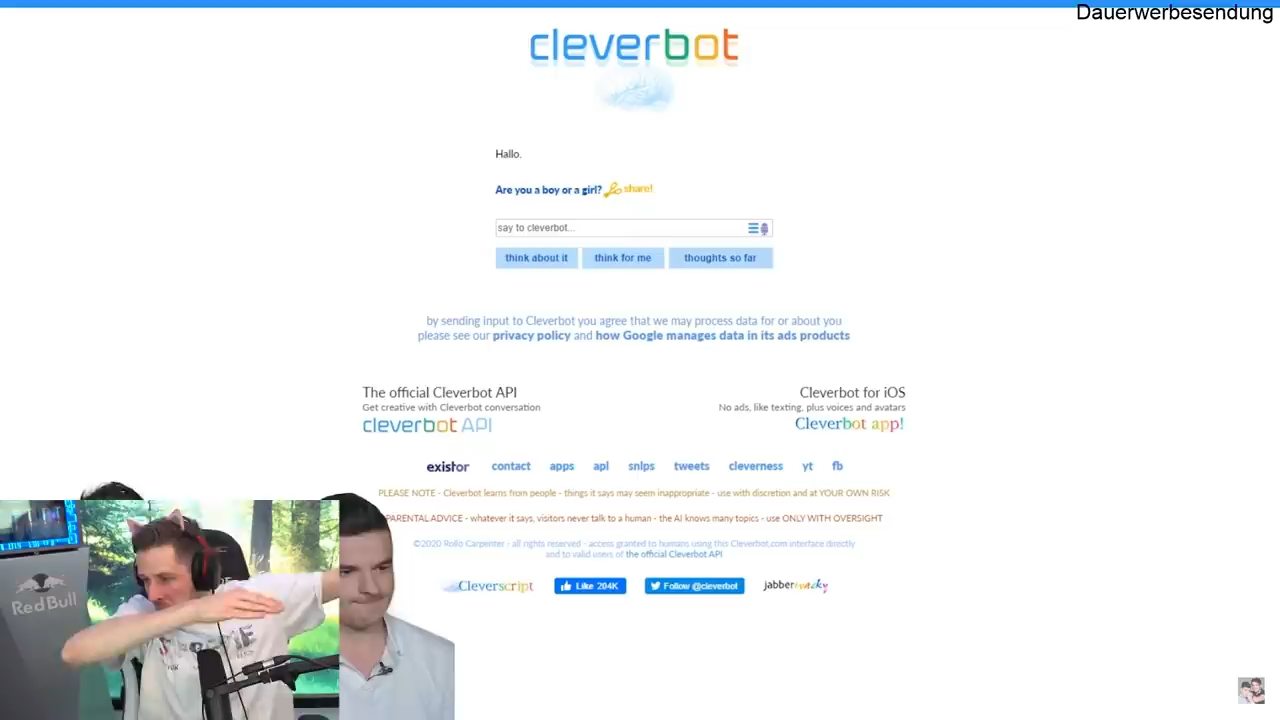 Dauerwerbesendung
cleverbot
Hallo.
Are you a boy or a girl? share!
say to cleverbot...
think about it think for me thoughts so far
by sending input to Cleverbot you agree that we may process data for or about you
please see our privacy policy and how Google manages data in its ads products
The official Cleverbot API
Get creative with Cleverbot conversation
cleverbot API
Cleverbot for iOS
No ads, like texting, plus voices and avatars
Cleverbot app!
existor contact apps api snips tweets cleverness yt fb
PLEASE NOTE - Cleverbot learns from people - things it says may seem inappropriate - use with discretion and at YOUR OWN RISK
PARENTAL ADVICE - whatever it says, visitors never talk to a human - the AI knows many topics - use ONLY WITH OVERSIGHT
©2020 Rollo Carpenter - all rights reserved - access granted to humans using this Cleverbot.com interface directly
and to valid users of the official Cleverbot API
Cleverscript Like 204K Follow @cleverbot jabberwacky
Red Bull